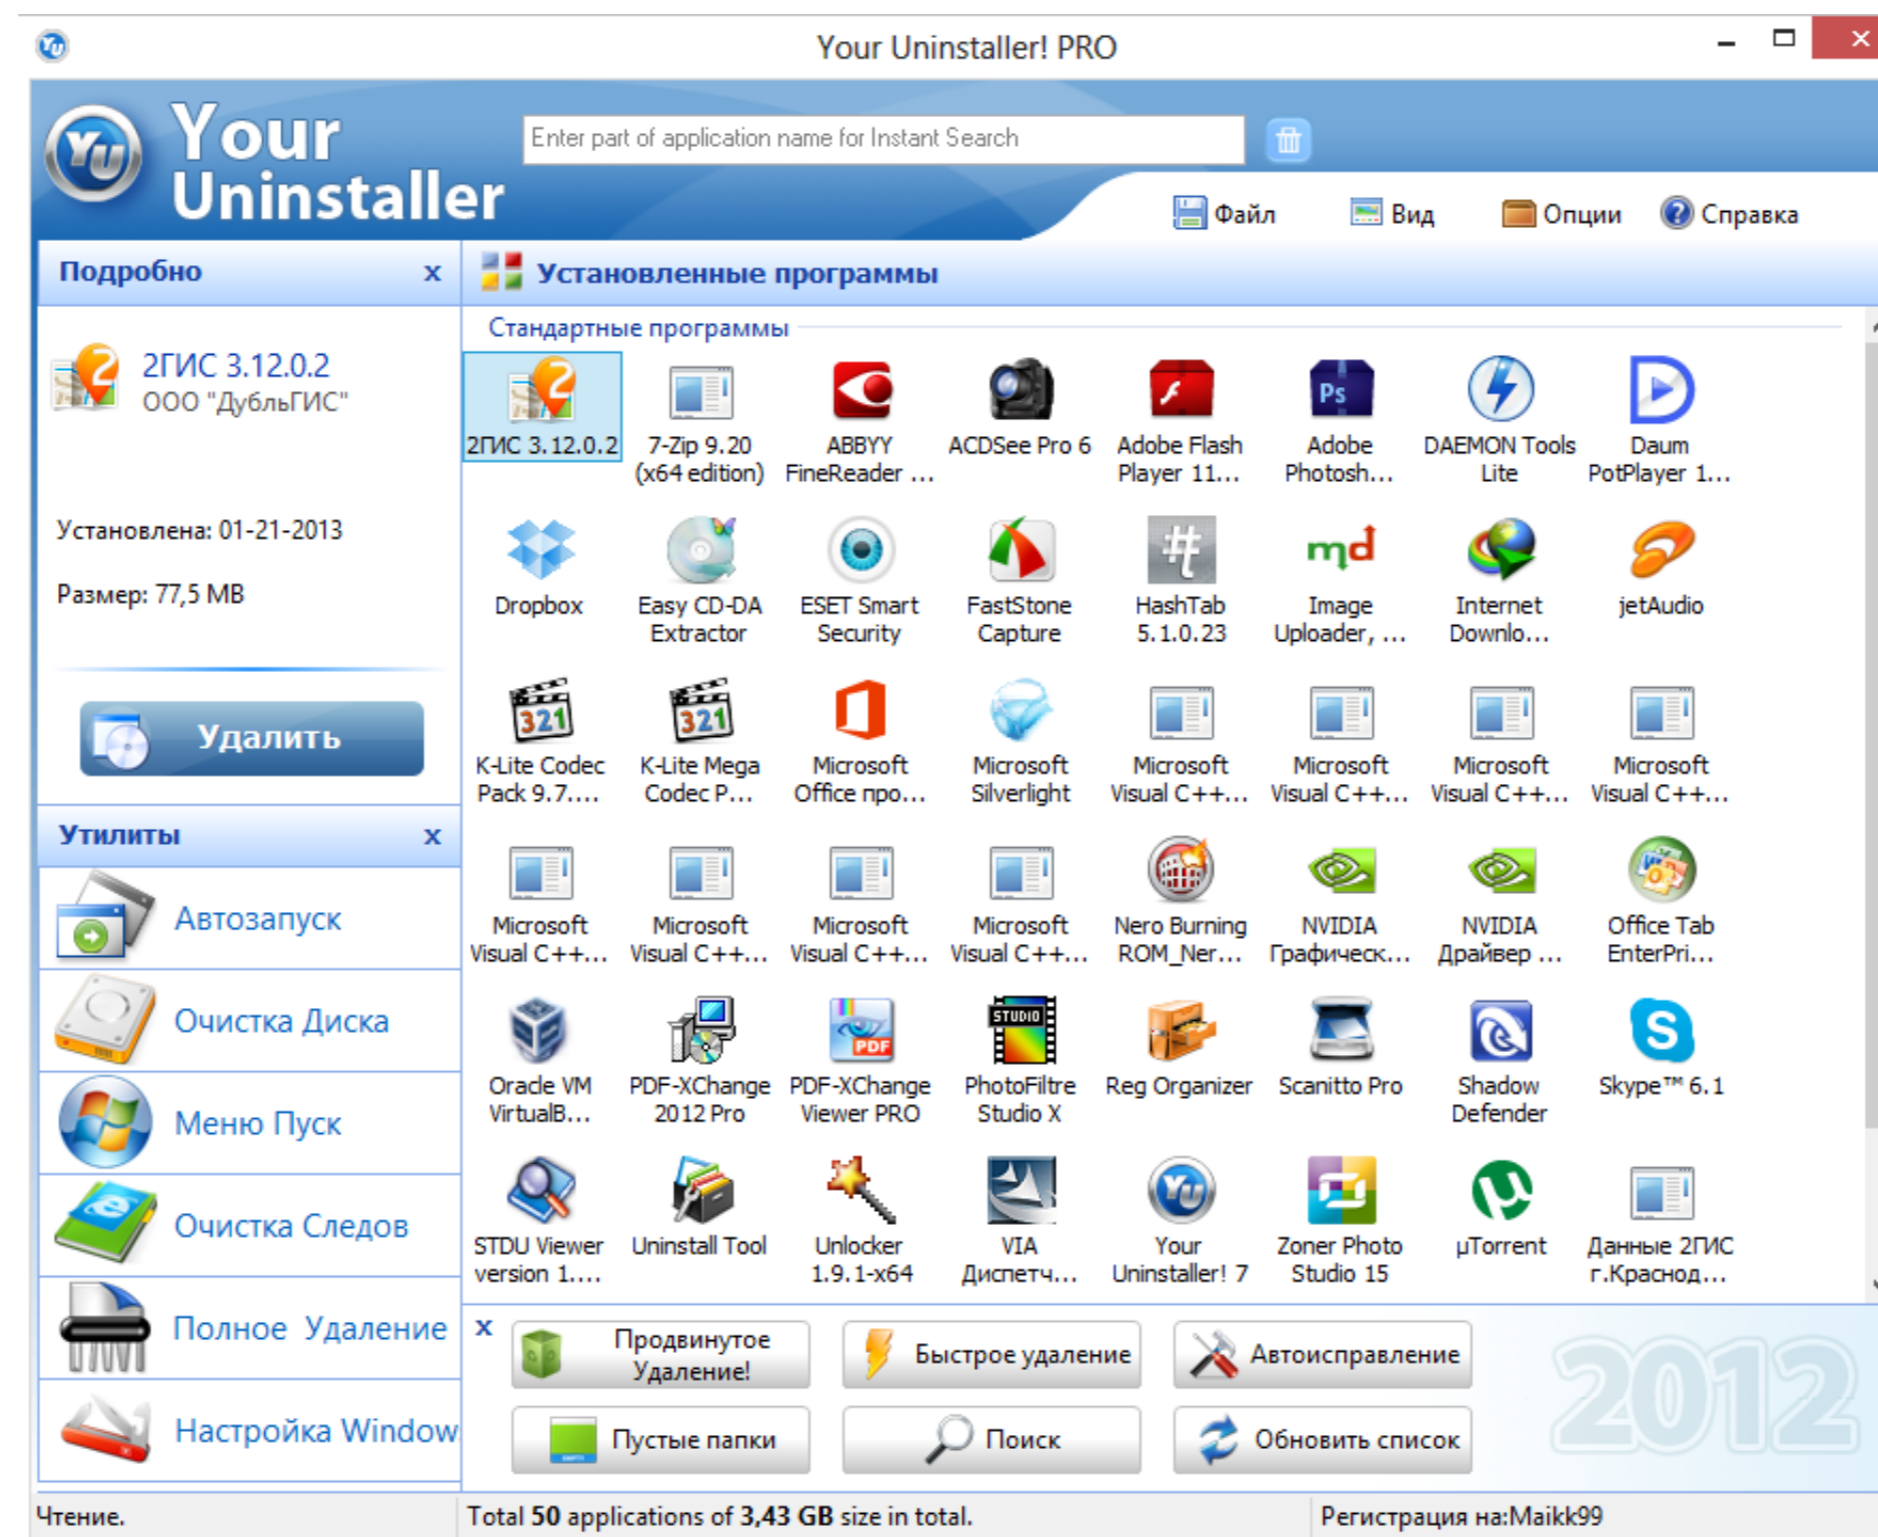 Your Uninstaller! PRO
Your
Uninstaller
Enter part of application name for Instant Search
Файл
Вид
Опции
Справка
Подробно
x
Установленные программы
2ГИС 3.12.0.2
ООО "ДубльГИС"
Установлена: 01-21-2013
Размер: 77,5 MB
Удалить
Утилиты
x
Автозапуск
Очистка Диска
Меню Пуск
Очистка Следов
Полное Удаление
Настройка Window
Стандартные программы
2ГИС 3.12.0.2
7-Zip 9.20
(x64 edition)
ABBYY
FineReader ...
ACDSee Pro 6
Adobe Flash
Player 11...
Ps
Adobe
Photosh...
DAEMON Tools
Lite
Daum
PotPlayer 1...
Dropbox
Easy CD-DA
Extractor
ESET Smart
Security
FastStone
Capture
HashTab
5.1.0.23
Image
Uploader, ...
Internet
Downlo...
jetAudio
321
K-Lite Codec
Pack 9.7....
321
K-Lite Mega
Codec P...
Microsoft
Office про...
Microsoft
Silverlight
Microsoft
Visual C++...
Microsoft
Visual C++...
Microsoft
Visual C++...
Microsoft
Visual C++...
Microsoft
Visual C++...
Microsoft
Visual C++...
Microsoft
Visual C++...
Microsoft
Visual C++...
Nero Burning
ROM_Ner...
NVIDIA
Графическ...
NVIDIA
Драйвер ...
Office Tab
EnterPri...
Oracle VM
VirtualB...
PDF-XChange
2012 Pro
PDF
PDF-XChange
Viewer PRO
STUDIO
PhotoFiltre
Studio X
Reg Organizer
Scanitto Pro
Shadow
Defender
Skype™ 6.1
STDU Viewer
version 1....
Uninstall Tool
Unlocker
1.9.1-x64
VIA
Диспетч...
Your
Uninstaller! 7
Zoner Photo
Studio 15
µTorrent
Данные 2ГИС
г.Краснод...
x
Продвинутое
Удаление!
Быстрое удаление
Автоисправление
Пустые папки
Поиск
Обновить список
2012
Чтение.
Total 50 applications of 3,43 GB size in total.
Регистрация на:Maikk99